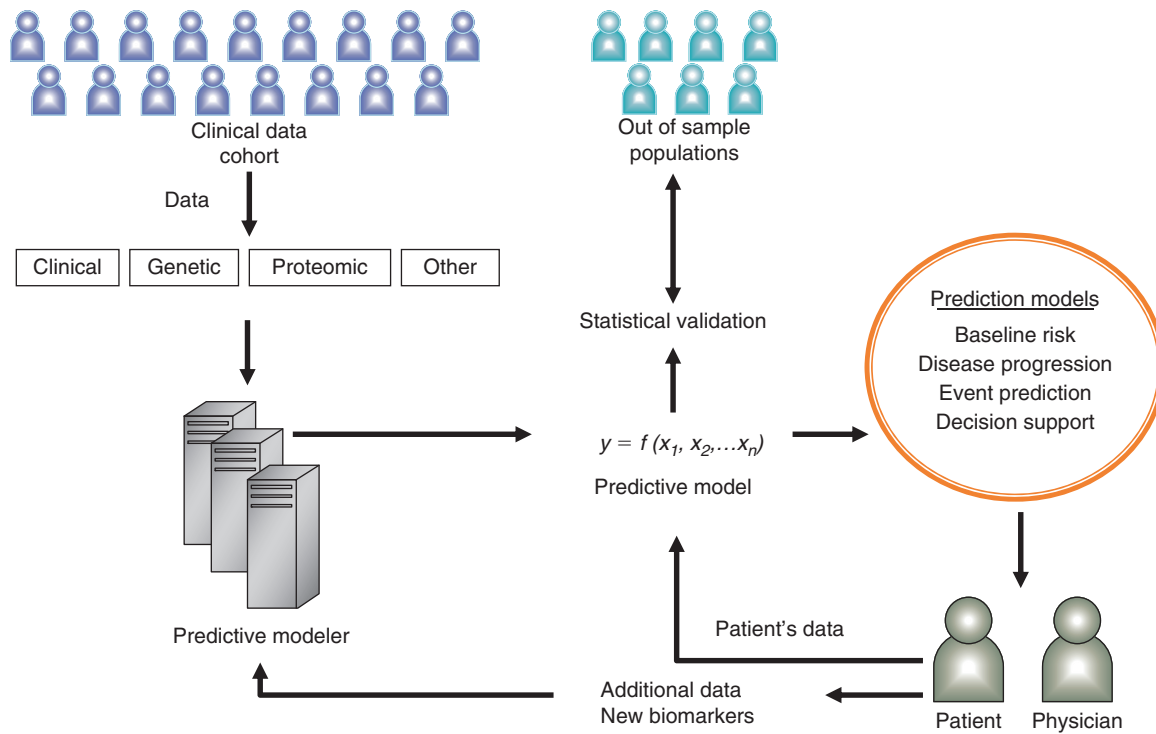 Clinical data
cohort
Out of sample
populations
Data
Clinical
Genetic
Proteomic
Other
Statistical validation
Prediction models
Baseline risk
Disease progression
Event prediction
Decision support
y = f (x₁, x₂,…xₙ)
Predictive model
Predictive modeler
Patient's data
Additional data
New biomarkers
Patient
Physician